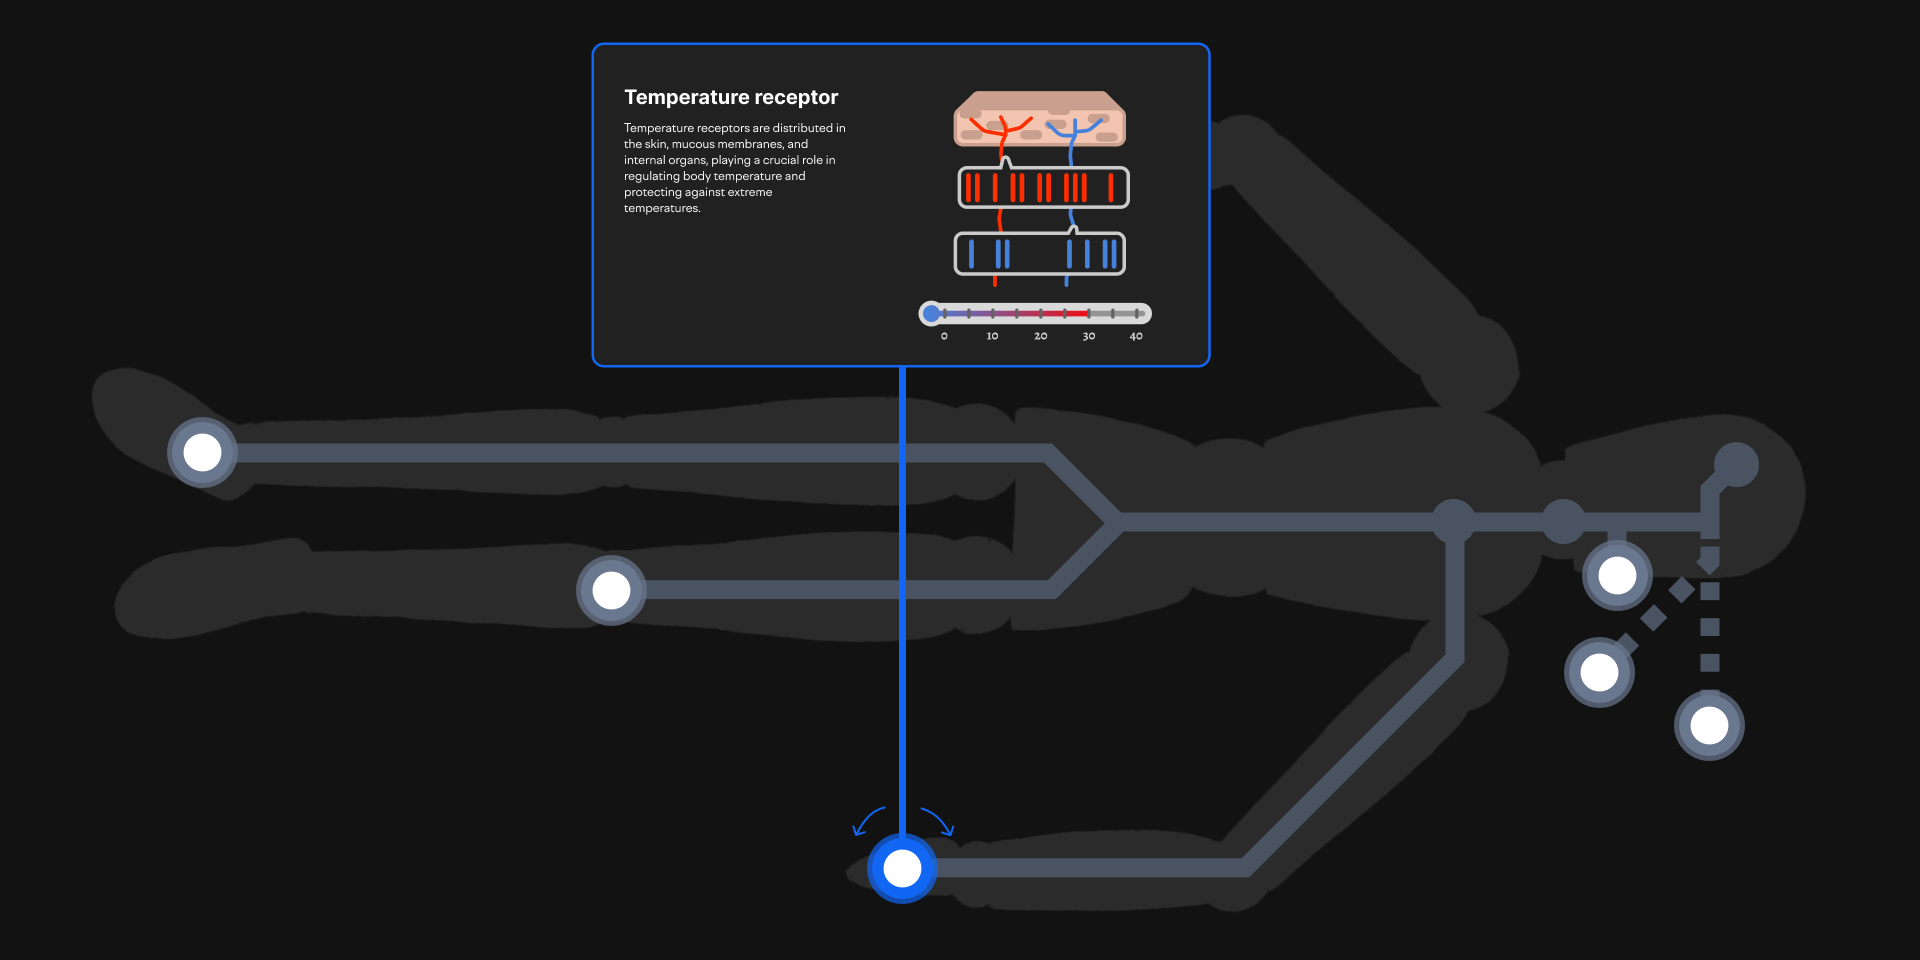 Temperature receptor
Temperature receptors are distributed in
the skin, mucous membranes, and
internal organs, playing a crucial role in
regulating body temperature and
protecting against extreme
temperatures.
0 10 20 30 40